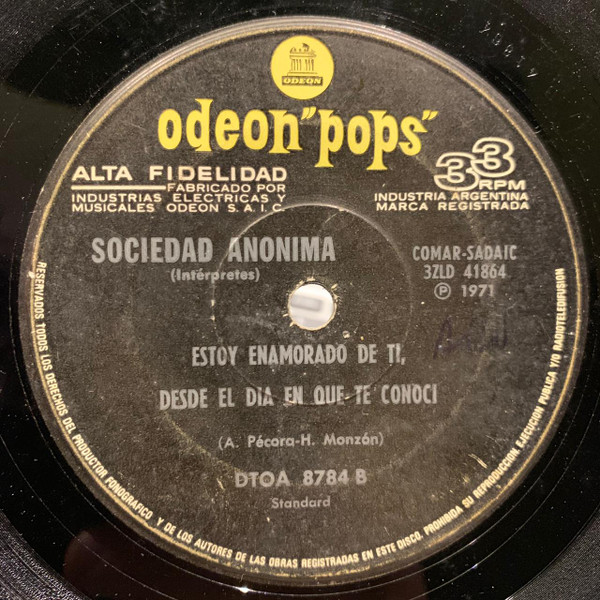 ODEON
odeon "pops"
ALTA FIDELIDAD
FABRICADO POR
INDUSTRIAS ELECTRICAS Y
MUSICALES ODEON S.A.I.C.
33
RPM
INDUSTRIA ARGENTINA
MARCA REGISTRADA
SOCIEDAD ANONIMA
(Intérpretes)
COMAR-SADAIC
3ZLD 41864
Ⓟ 1971
ESTOY ENAMORADO DE TI,
DESDE EL DIA EN QUE TE CONOCI
(A. Pécora-H. Monzón)
DTOA 8784 B
Standard
RESERVADOS TODOS LOS DERECHOS DEL PRODUCTOR FONOGRAFICO Y DE LOS AUTORES DE LAS OBRAS REGISTRADAS EN ESTE DISCO. PROHIBIDA SU REPRODUCCION, EJECUCION PUBLICA Y/O RADIOTELEDIFUSION